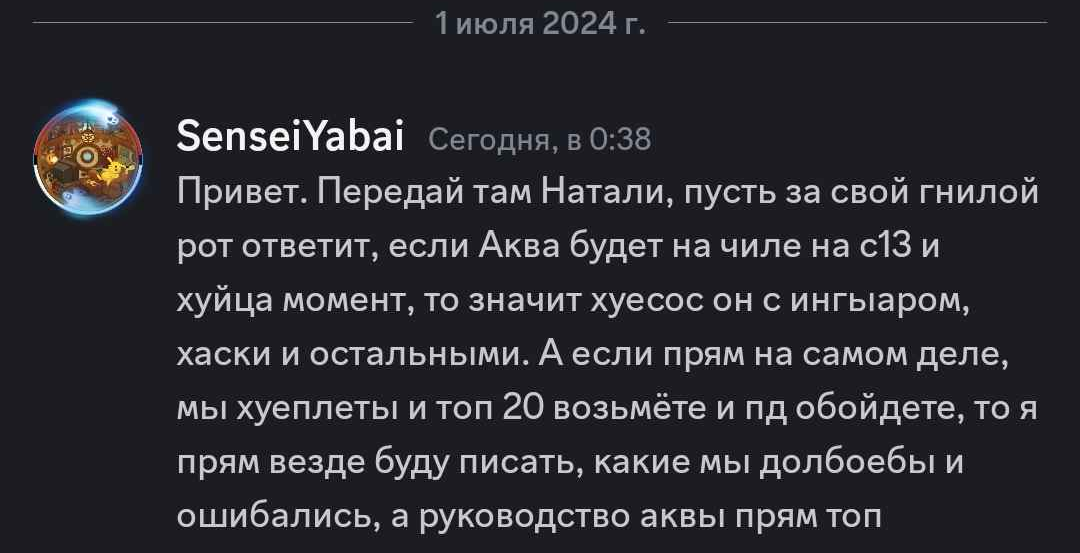 1 июля 2024 г.
SenseiYabai Сегодня, в 0:38
Привет. Передай там Натали, пусть за свой гнилой
рот ответит, если Аква будет на чиле на с13 и
хуйца момент, то значит хуесос он с ингыаром,
хаски и остальными. А если прям на самом деле,
мы хуеплеты и топ 20 возьмёте и пд обойдете, то я
прям везде буду писать, какие мы долбоебы и
ошибались, а руководство аквы прям топ